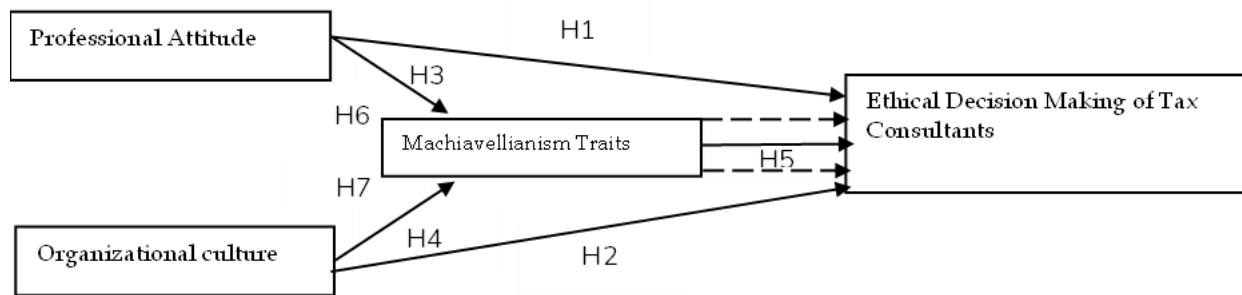 Professional Attitude
H1
H3
Ethical Decision Making of Tax
Consultants
H6
Machiavellianism Traits
H5
H7
H4
Organizational culture
H2